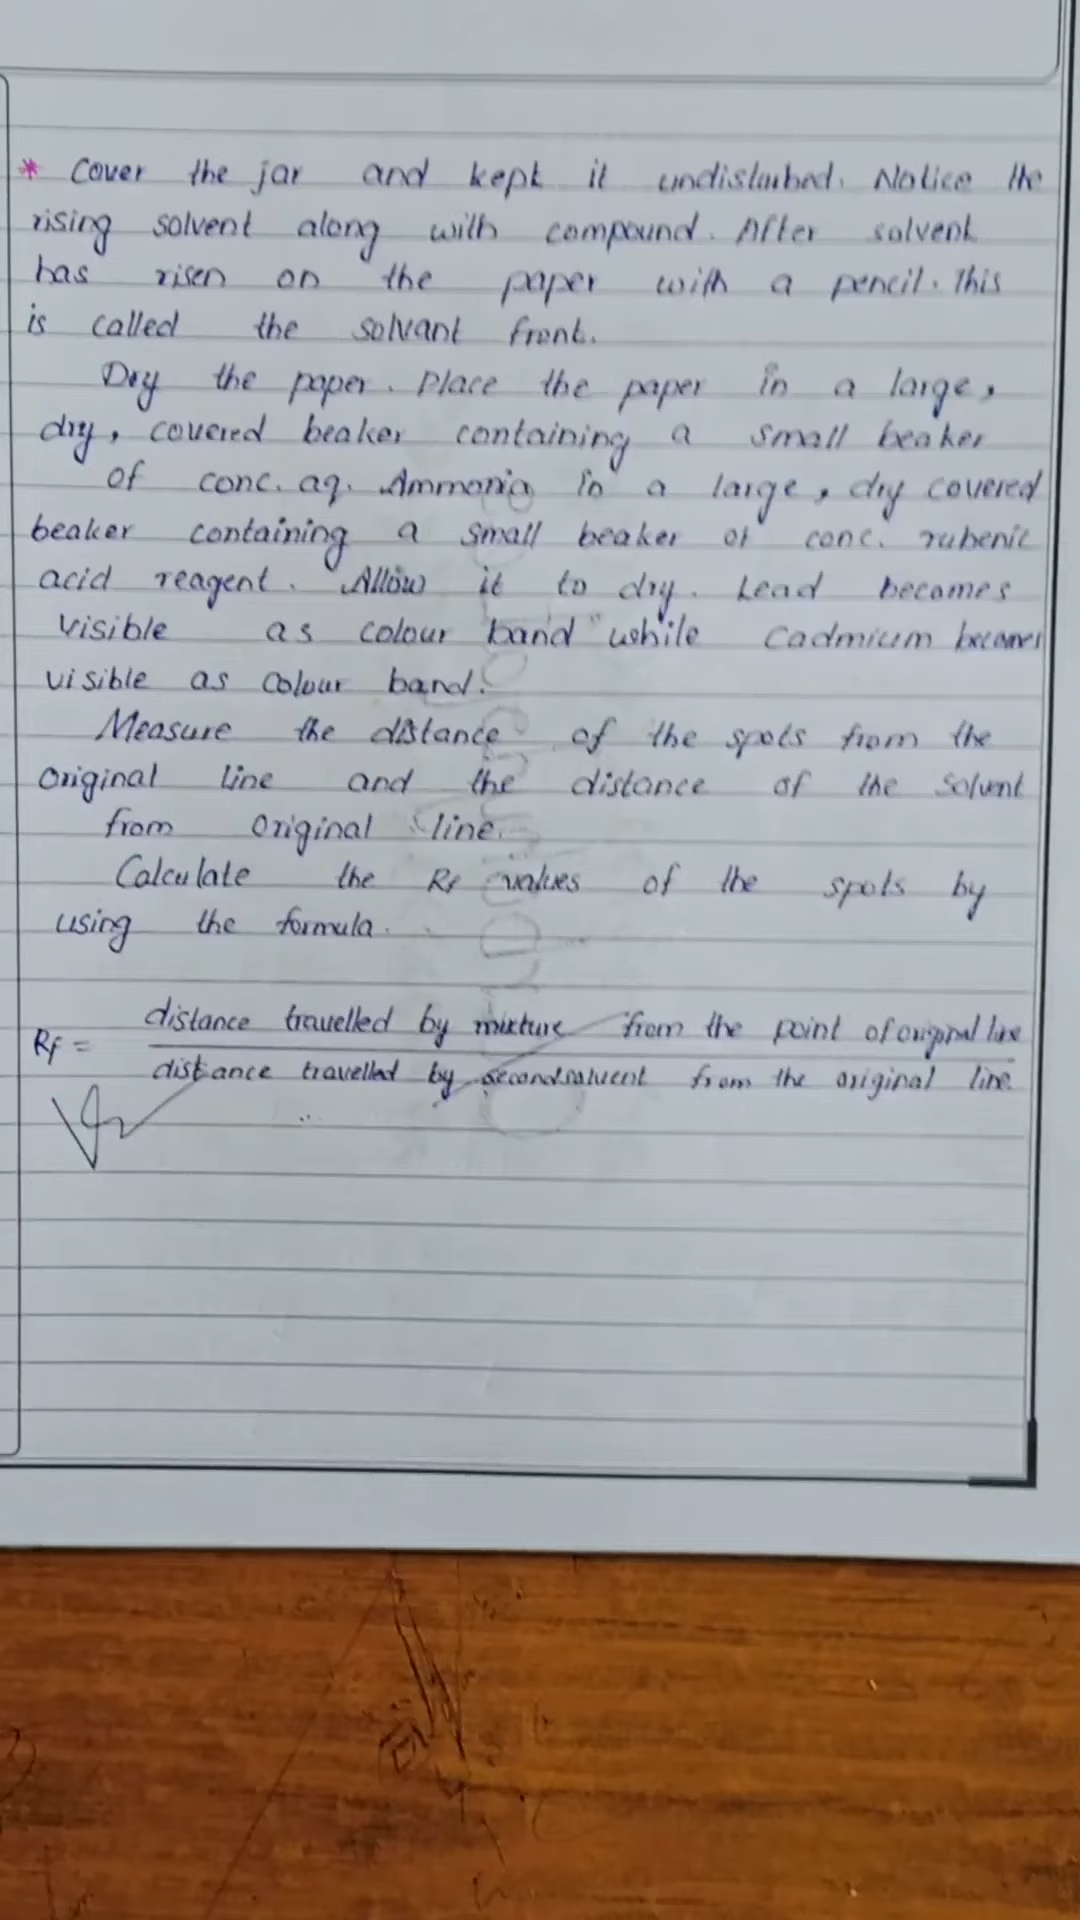 * Cover the jar and kept it undisturbed. Notice the
rising solvent along with compound. After solvent
has risen on the paper with a pencil. This
is called the solvant front.
Dry the paper. Place the paper in a large,
dry, covered beaker containing a small beaker
of conc. aq. Ammonia in a large, dry covered
beaker containing a small beaker of conc. rubenic
acid reagent. Allow it to dry. Lead becomes
visible as colour band while Cadmium becomes
visible as colour band.
Measure the distance of the spots from the
original line and the distance of the solvent
from original line.
Calculate the Rf values of the spots by
using the formula.
distance travelled by mixture from the point of original line
Rf =
distance travelled by second solvent from the original line